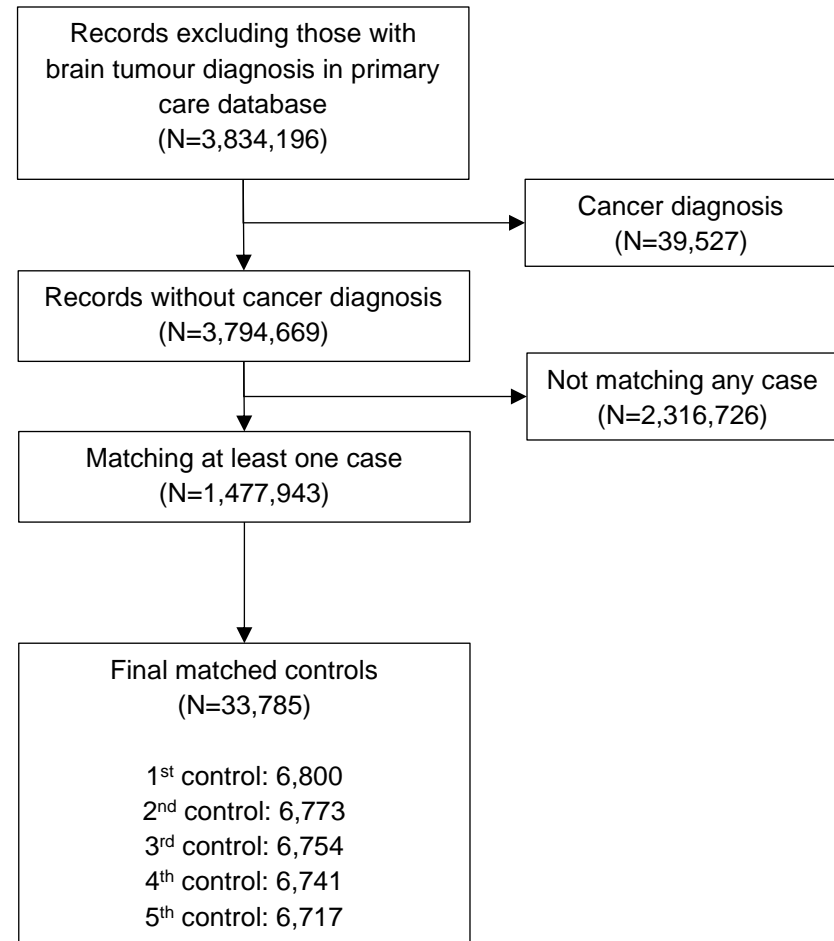 Records excluding those with
brain tumour diagnosis in primary
care database
(N=3,834,196)
Cancer diagnosis
(N=39,527)
Records without cancer diagnosis
(N=3,794,669)
Not matching any case
(N=2,316,726)
Matching at least one case
(N=1,477,943)
Final matched controls
(N=33,785)
1st control: 6,800
2nd control: 6,773
3rd control: 6,754
4th control: 6,741
5th control: 6,717